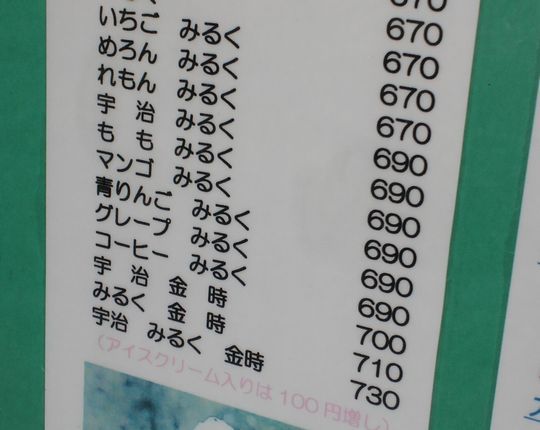 670
く 670
いちご みるく 670
めろん みるく 670
れもん みるく 670
宇治 みるく 690
もも みるく 690
マンゴ みるく 690
青りんご みるく 690
グレープ みるく 690
コーヒー みるく 690
宇治金時 700
みるく金時 710
宇治 みるく 金時 730
(アイスクリーム入りは100円増し)